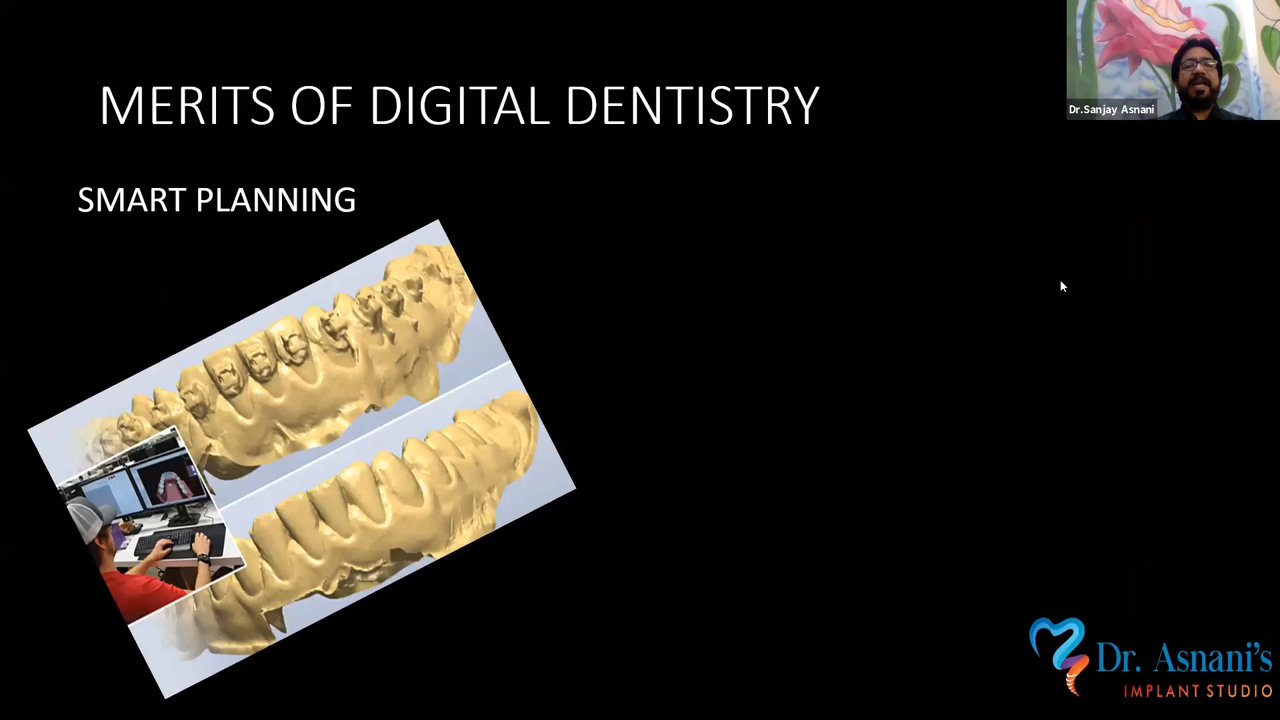 MERITS OF DIGITAL DENTISTRY
Dr.Sanjay Asnani
SMART PLANNING
Dr. Asnani's
IMPLANT STUDIO